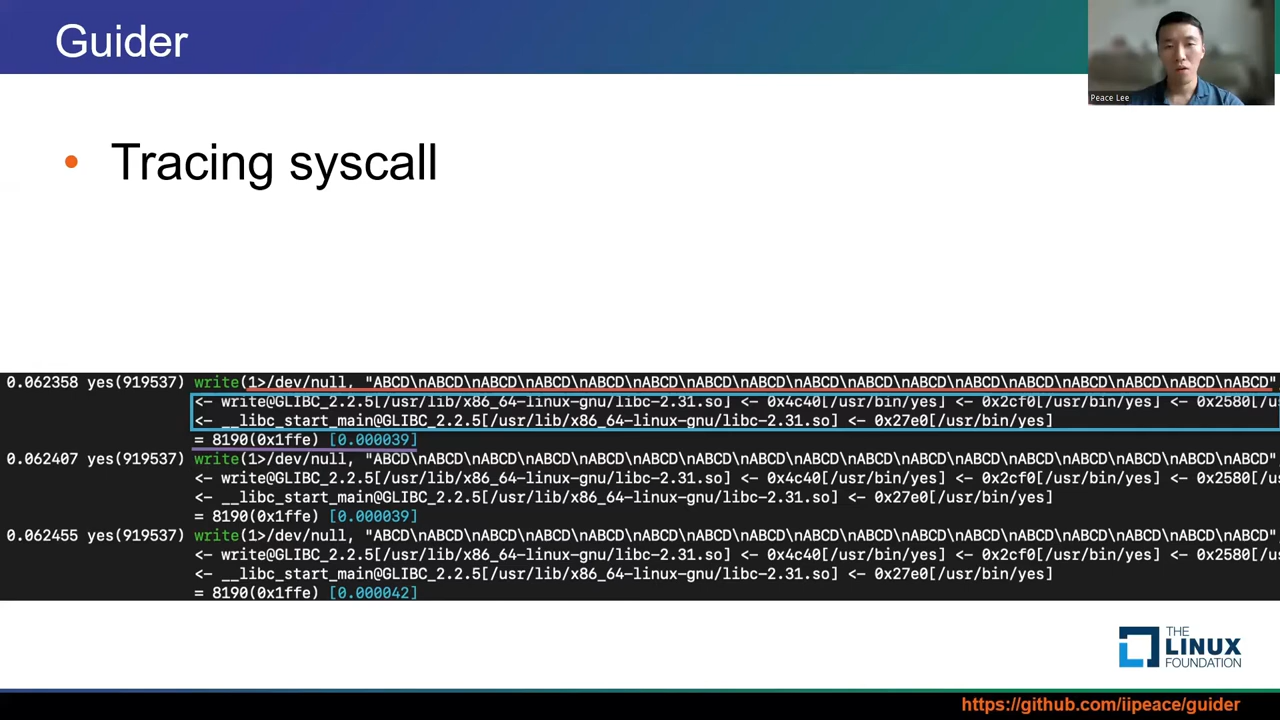 Guider
Peace Lee
• Tracing syscall
0.062358 yes(919537) write(1>/dev/null, "ABCD\nABCD\nABCD\nABCD\nABCD\nABCD\nABCD\nABCD\nABCD\nABCD\nABCD\nABCD\nABCD\nABCD\nABCD"
<- write@GLIBC_2.2.5[/usr/lib/x86_64-linux-gnu/libc-2.31.so] <- 0x4c40[/usr/bin/yes] <- 0x2cf0[/usr/bin/yes] <- 0x2580[/us
<- __libc_start_main@GLIBC_2.2.5[/usr/lib/x86_64-linux-gnu/libc-2.31.so] <- 0x27e0[/usr/bin/yes]
= 8190(0x1ffe) [0.000039]
0.062407 yes(919537) write(1>/dev/null, "ABCD\nABCD\nABCD\nABCD\nABCD\nABCD\nABCD\nABCD\nABCD\nABCD\nABCD\nABCD\nABCD\nABCD\nABCD"
<- write@GLIBC_2.2.5[/usr/lib/x86_64-linux-gnu/libc-2.31.so] <- 0x4c40[/usr/bin/yes] <- 0x2cf0[/usr/bin/yes] <- 0x2580[/us
<- __libc_start_main@GLIBC_2.2.5[/usr/lib/x86_64-linux-gnu/libc-2.31.so] <- 0x27e0[/usr/bin/yes]
= 8190(0x1ffe) [0.000039]
0.062455 yes(919537) write(1>/dev/null, "ABCD\nABCD\nABCD\nABCD\nABCD\nABCD\nABCD\nABCD\nABCD\nABCD\nABCD\nABCD\nABCD\nABCD\nABCD"
<- write@GLIBC_2.2.5[/usr/lib/x86_64-linux-gnu/libc-2.31.so] <- 0x4c40[/usr/bin/yes] <- 0x2cf0[/usr/bin/yes] <- 0x2580[/us
<- __libc_start_main@GLIBC_2.2.5[/usr/lib/x86_64-linux-gnu/libc-2.31.so] <- 0x27e0[/usr/bin/yes]
= 8190(0x1ffe) [0.000042]
THE
LINUX
FOUNDATION
https://github.com/iipeace/guider